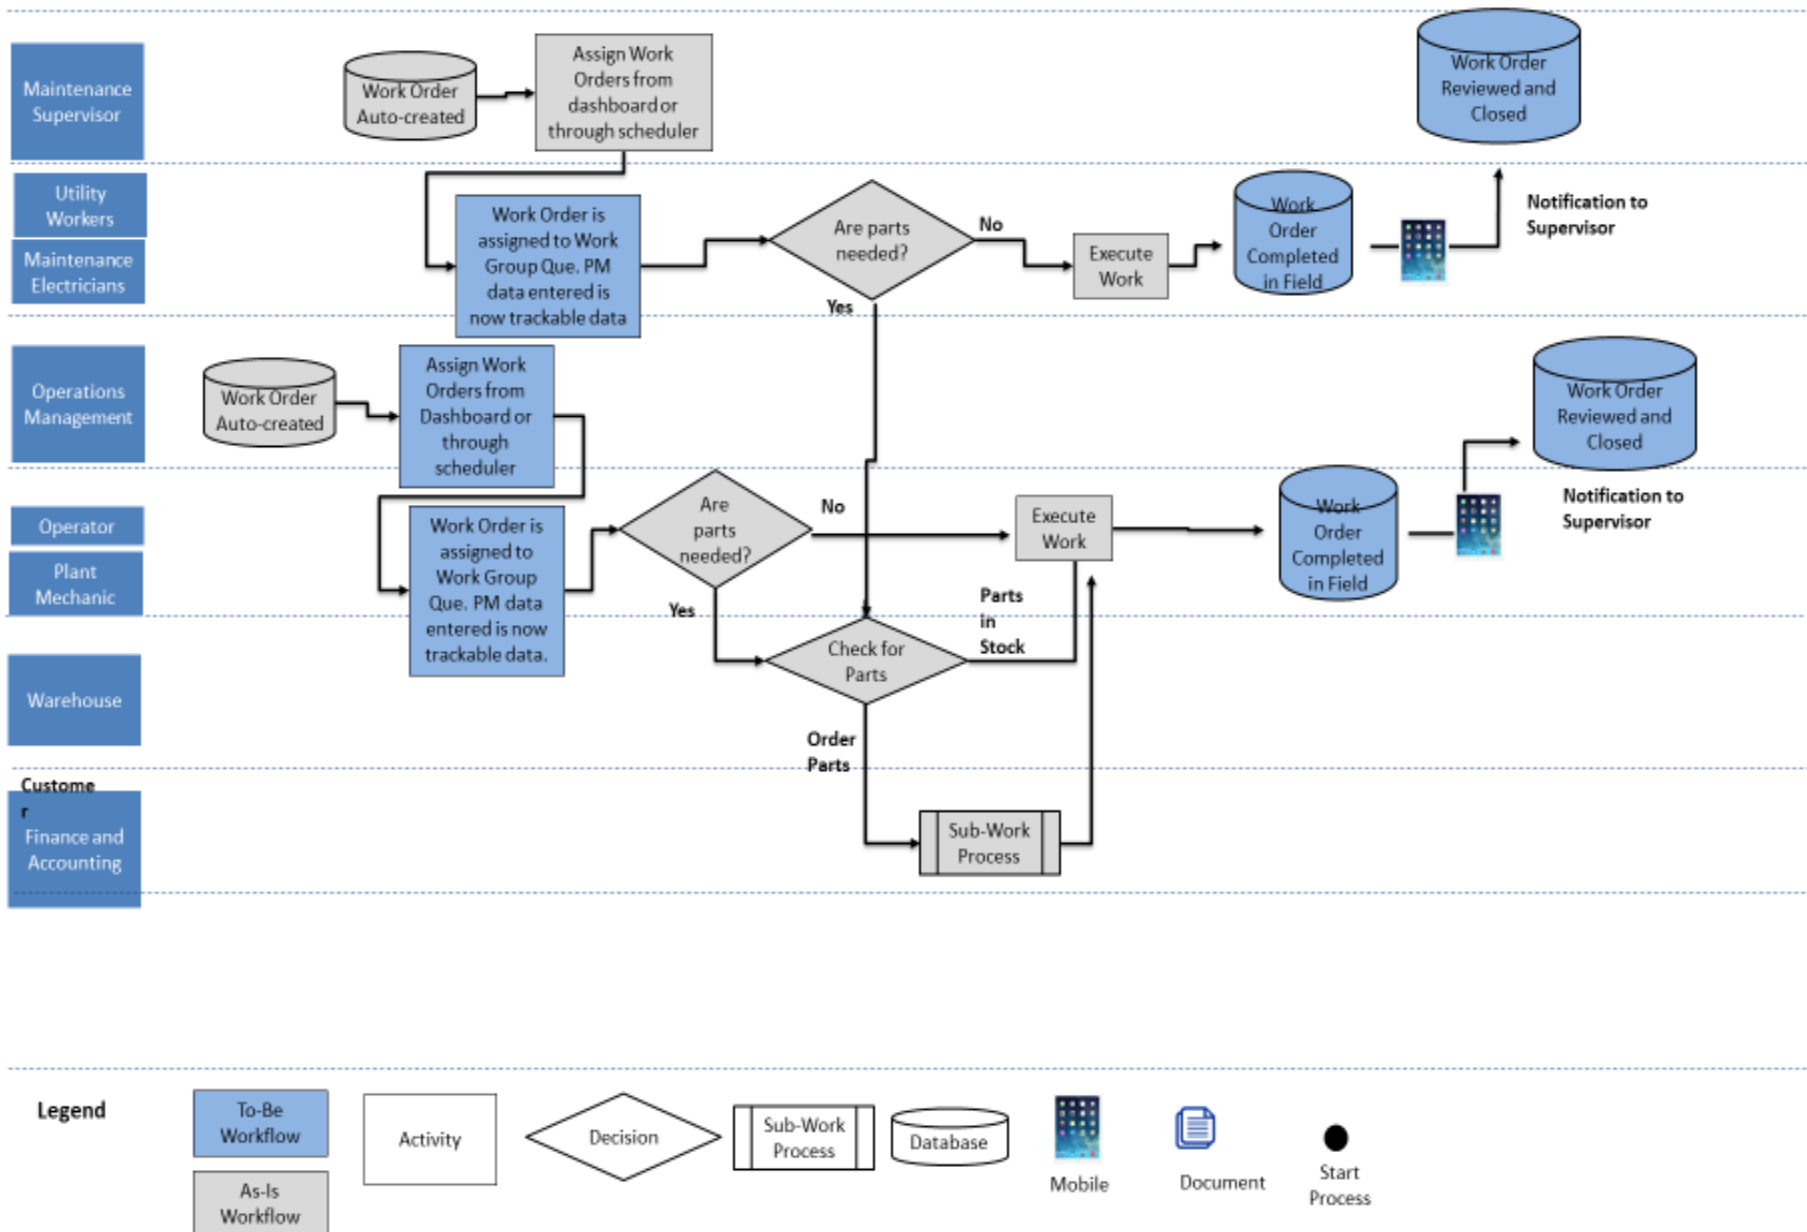 Maintenance
Supervisor
Work Order
Auto-created
Assign Work
Orders from
dashboard or
through scheduler
Work Order
Reviewed and
Closed
Utility
Workers
Maintenance
Electricians
Work Order is
assigned to Work
Group Que. PM
data entered is
now trackable data
Are parts
needed?
No
Yes
Execute
Work
Work
Order
Completed
in Field
Notification to
Supervisor
Operations
Management
Work Order
Auto-created
Assign Work
Orders from
Dashboard or
through
scheduler
Work Order
Reviewed and
Closed
Notification to
Supervisor
Operator
Plant
Mechanic
Work Order is
assigned to
Work Group
Que. PM data
entered is now
trackable data.
Are
parts
needed?
No
Yes
Execute
Work
Work
Order
Completed
in Field
Parts
in
Stock
Warehouse
Check for
Parts
Order
Parts
Custome
r
Finance and
Accounting
Sub-Work
Process
Legend
To-Be
Workflow
As-Is
Workflow
Activity
Decision
Sub-Work
Process
Database
Mobile
Document
Start
Process